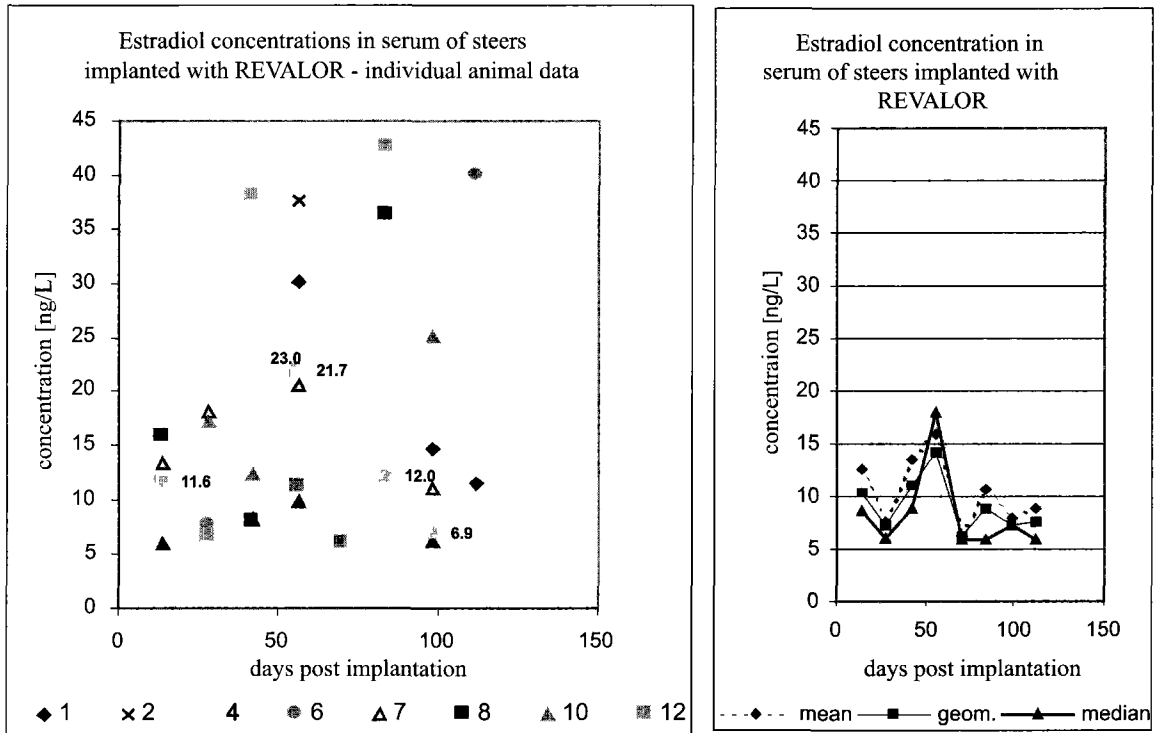 Estradiol concentrations in serum of steers
implanted with REVALOR - individual animal data
45
40
35
30
25
20
15
10
5
0
concentration [ng/L]
23.0
21.7
11.6
12.0
6.9
0 50 100 150
days post implantation
1 2 4 6 7 8 10 12
Estradiol concentration in
serum of steers implanted with
REVALOR
45
40
35
30
25
20
15
10
5
0
concentraion [ng/L]
0 50 100 150
days post implantation
mean geom. median